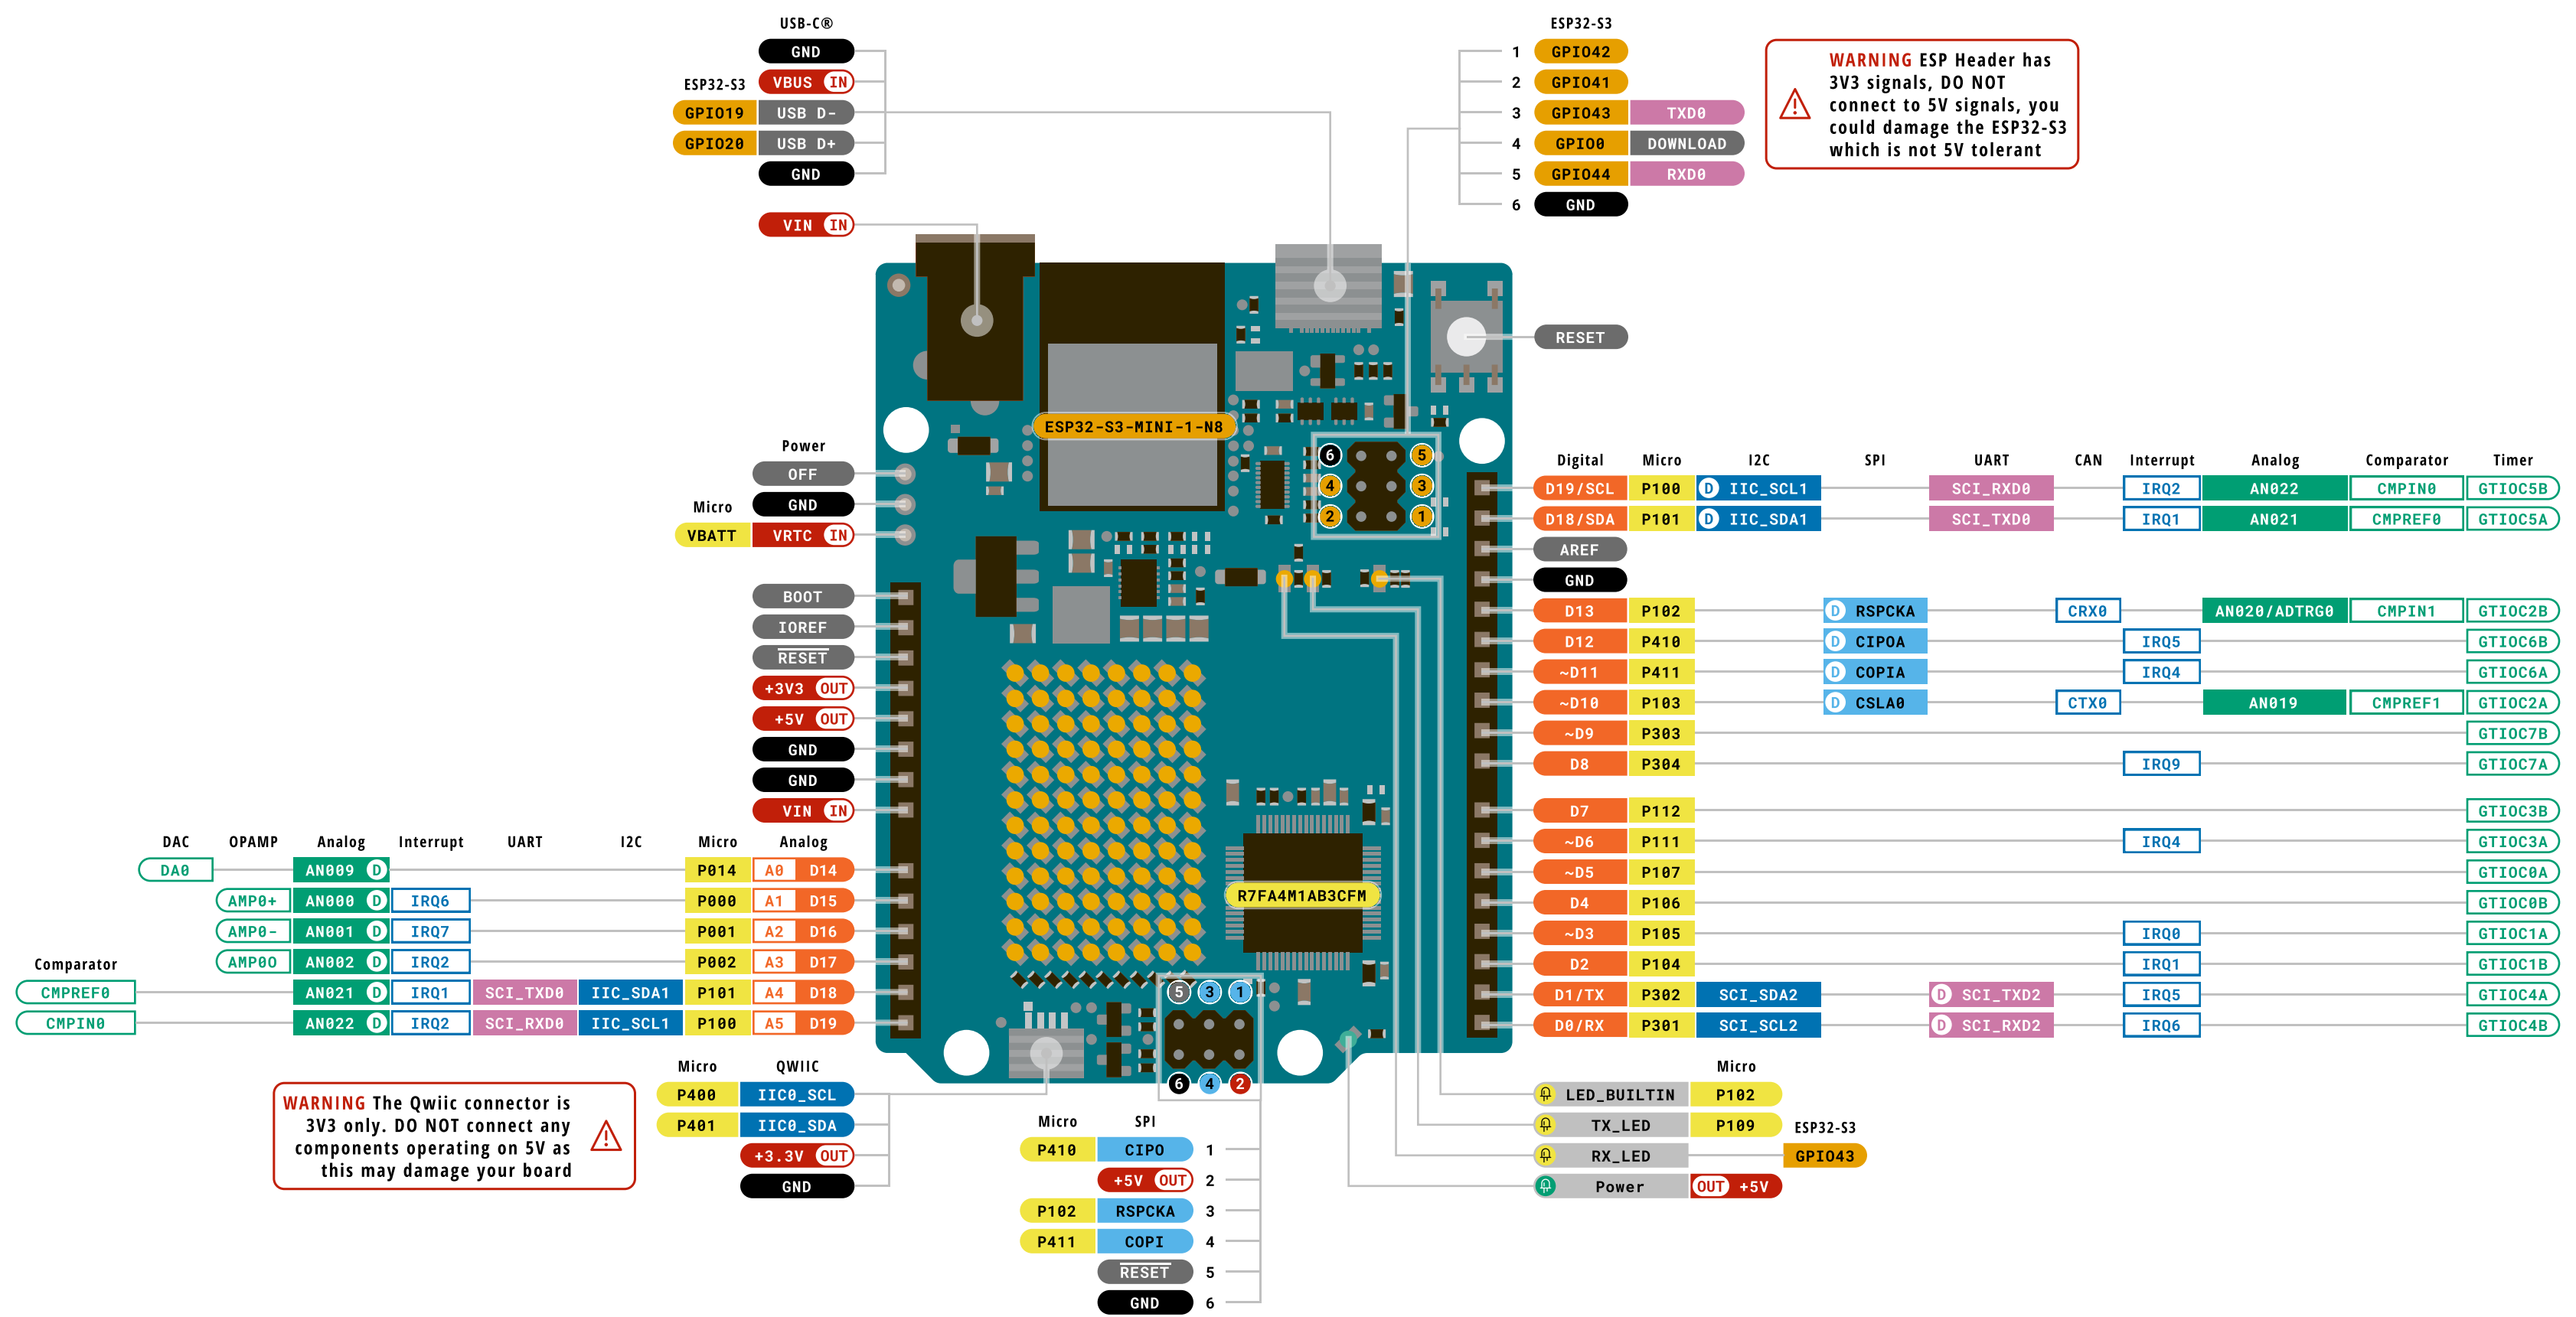 USB-C®
GND
VBUS IN
ESP32-S3
GPIO19 USB D-
GPIO20 USB D+
GND
VIN IN
ESP32-S3
1 GPIO42
2 GPIO41
3 GPIO43 TXD0
4 GPIO0 DOWNLOAD
5 GPIO44 RXD0
6 GND
WARNING ESP Header has
3V3 signals, DO NOT
connect to 5V signals, you
could damage the ESP32-S3
which is not 5V tolerant
RESET
ESP32-S3-MINI-1-N8
6 5
4 3
2 1
Power
OFF
GND
Micro
VBATT VRTC IN
BOOT
IOREF
RESET
+3V3 OUT
+5V OUT
GND
GND
VIN IN
DAC OPAMP Analog Interrupt UART I2C Micro Analog
DA0 AN009 D P014 A0 D14
AMP0+ AN000 D IRQ6 P000 A1 D15
AMP0- AN001 D IRQ7 P001 A2 D16
AMP0O AN002 D IRQ2 P002 A3 D17
Comparator
CMPREF0 AN021 D IRQ1 SCI_TXD0 IIC_SDA1 P101 A4 D18
CMPIN0 AN022 D IRQ2 SCI_RXD0 IIC_SCL1 P100 A5 D19
Digital Micro I2C SPI UART CAN Interrupt Analog Comparator Timer
D19/SCL P100 D IIC_SCL1 SCI_RXD0 IRQ2 AN022 CMPIN0 GTIOC5B
D18/SDA P101 D IIC_SDA1 SCI_TXD0 IRQ1 AN021 CMPREF0 GTIOC5A
AREF
GND
D13 P102 D RSPCKA CRX0 AN020/ADTRG0 CMPIN1 GTIOC2B
D12 P410 D CIPOA IRQ5 GTIOC6B
~D11 P411 D COPIA IRQ4 GTIOC6A
~D10 P103 D CSLA0 CTX0 AN019 CMPREF1 GTIOC2A
~D9 P303 GTIOC7B
D8 P304 IRQ9 GTIOC7A
D7 P112 GTIOC3B
~D6 P111 IRQ4 GTIOC3A
~D5 P107 GTIOC0A
D4 P106 GTIOC0B
~D3 P105 IRQ0 GTIOC1A
D2 P104 IRQ1 GTIOC1B
D1/TX P302 SCI_SDA2 D SCI_TXD2 IRQ5 GTIOC4A
D0/RX P301 SCI_SCL2 D SCI_RXD2 IRQ6 GTIOC4B
R7FA4M1AB3CFM
5 3 1
6 4 2
WARNING The Qwiic connector is
3V3 only. DO NOT connect any
components operating on 5V as
this may damage your board
Micro QWIIC
P400 IIC0_SCL
P401 IIC0_SDA
+3.3V OUT
GND
Micro SPI
P410 CIPO 1
+5V OUT 2
P102 RSPCKA 3
P411 COPI 4
RESET 5
GND 6
Micro
LED_BUILTIN P102
TX_LED P109
ESP32-S3
RX_LED GPIO43
Power OUT +5V